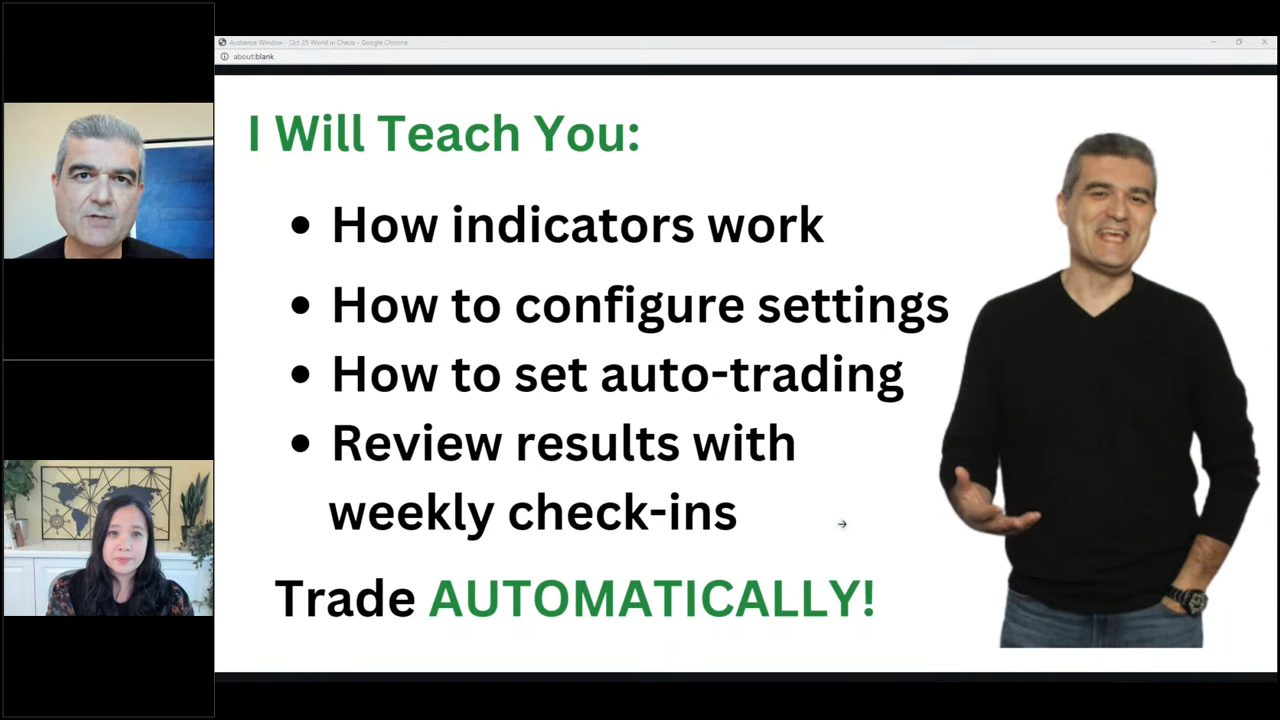 Audience Window - Oct 25 World in Chaos - Google Chrome
about:blank
I Will Teach You:
• How indicators work
• How to configure settings
• How to set auto-trading
• Review results with
weekly check-ins
Trade AUTOMATICALLY!